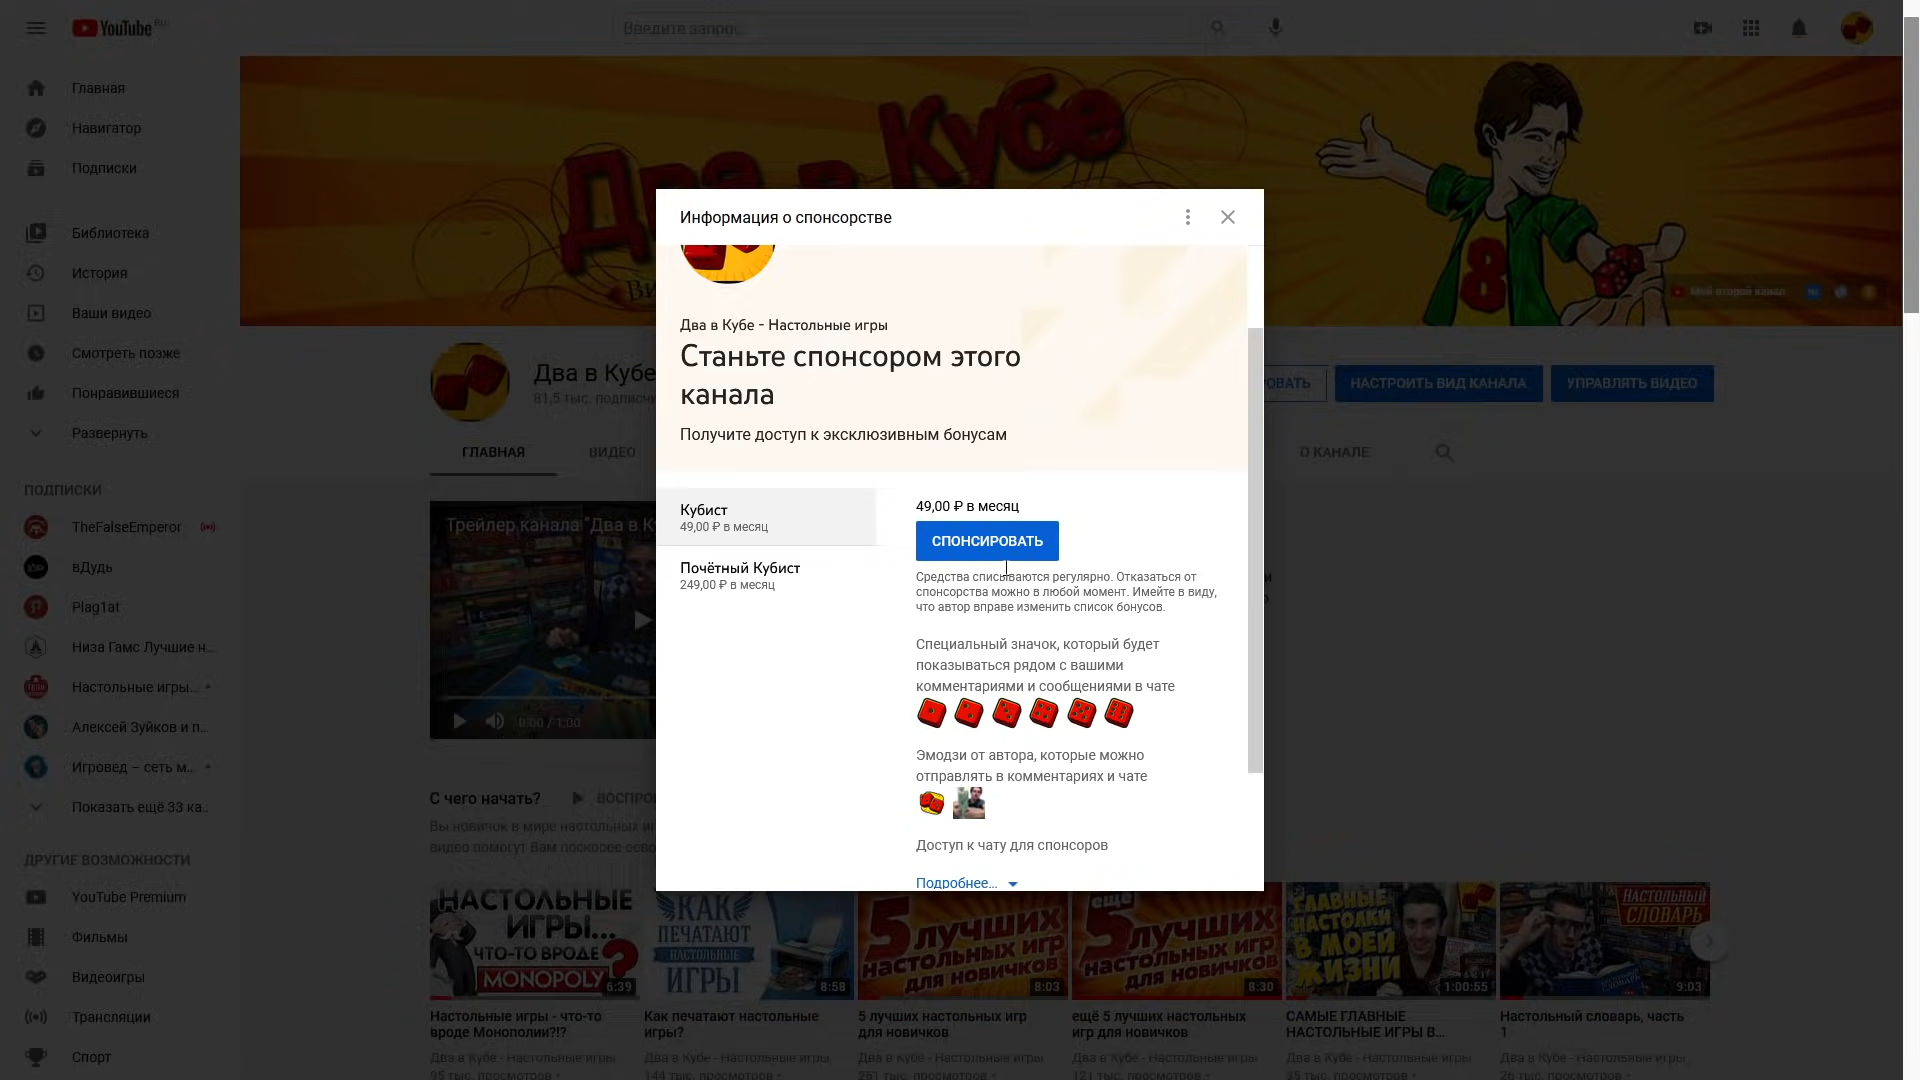 YouTube RU
Введите запрос
Главная
Навигатор
Подписки
Библиотека
История
Ваши видео
Смотреть позже
Понравившиеся
Развернуть
ПОДПИСКИ
TheFalseEmperor
вДудь
Plag1at
Низа Гамс Лучшие н...
Настольные игры...
Алексей Зуйков и п...
Игровед – сеть м...
Показать ещё 33 ка...
ДРУГИЕ ВОЗМОЖНОСТИ
YouTube Premium
Фильмы
Видеоигры
Трансляции
Спорт
Два в Кубе
Мой второй канал
Два в Кубе
81,5 тыс. подписчи
ОВАТЬ
НАСТРОИТЬ ВИД КАНАЛА
УПРАВЛЯТЬ ВИДЕО
ГЛАВНАЯ
ВИДЕО
О КАНАЛЕ
Трейлер канала "Два в Ку
0:00 / 1:00
Информация о спонсорстве
Два в Кубе - Настольные игры
Станьте спонсором этого
канала
Получите доступ к эксклюзивным бонусам
Кубист
49,00 ₽ в месяц
Почётный Кубист
249,00 ₽ в месяц
49,00 ₽ в месяц
СПОНСИРОВАТЬ
Средства списываются регулярно. Отказаться от
спонсорства можно в любой момент. Имейте в виду,
что автор вправе изменить список бонусов.
Специальный значок, который будет
показываться рядом с вашими
комментариями и сообщениями в чате
Эмодзи от автора, которые можно
отправлять в комментариях и чате
Доступ к чату для спонсоров
Подробнее...
С чего начать?
ВОСПРО
Вы новичок в мире настольных иг
видео помогут Вам поскорее осво
НАСТОЛЬНЫЕ
ИГРЫ...
ЧТО-ТО ВРОДЕ
MONOPOLY?
6:39
КАК
ПЕЧАТАЮТ
НАСТОЛЬНЫЕ
ИГРЫ
8:58
5 ЛУЧШИХ
НАСТОЛЬНЫХ ИГР
ДЛЯ НОВИЧКОВ
8:03
ещё
5 ЛУЧШИХ
НАСТОЛЬНЫХ ИГР
ДЛЯ НОВИЧКОВ
8:30
ГЛАВНЫЕ
НАСТОЛКИ
В МОЕЙ
ЖИЗНИ
1:00:55
НАСТОЛЬНЫЙ
СЛОВАРЬ
9:03
Настольные игры - что-то
вроде Монополии?!?
Два в Кубе - Настольные игры
95 тыс. просмотров •
Как печатают настольные
игры?
Два в Кубе - Настольные игры
144 тыс. просмотров •
5 лучших настольных игр
для новичков
Два в Кубе - Настольные игры
261 тыс. просмотров •
ещё 5 лучших настольных
игр для новичков
Два в Кубе - Настольные игры
121 тыс. просмотров •
САМЫЕ ГЛАВНЫЕ
НАСТОЛЬНЫЕ ИГРЫ В...
Два в Кубе - Настольные игры
35 тыс. просмотров •
Настольный словарь, часть
1
Два в Кубе - Настольные игры
26 тыс. просмотров •